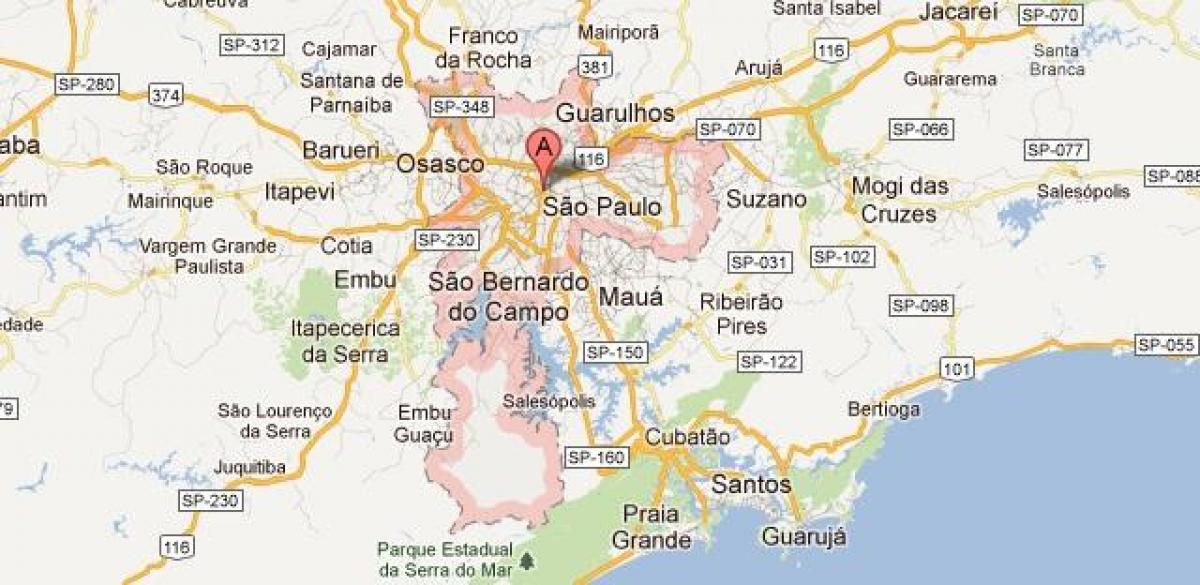 Cabreuva
Santa Isabel
Jacareí
SP-070
Franco
da Rocha
Mairiporã
SP-312
Cajamar
116
Santa
Branca
381
Arujá
Guararema
SP-280
374
Santana de
Parnaiba
SP-348
Guarulhos
SP-070
SP-066
aba
Barueri
Osasco
A
116
SP-077
São Roque
Itapevi
SP-088
antim
Mairinque
São Paulo
Suzano
Mogi das
Cruzes
Salesópolis
Vargem Grande
Paulista
Cotia
SP-230
SP-031
SP-102
Embu
São Bernardo
do Campo
Mauá
Ribeirão
Pires
SP-098
edade
Itapecerica
da Serra
SP-150
SP-122
SP-055
101
79
São Lourenço
da Serra
Embu
Guaçu
Salesópolis
Bertioga
Cubatão
Juquitiba
SP-160
SP-230
Santos
Praia
Grande
Guarujá
116
Parque Estadual
da Serra do Mar